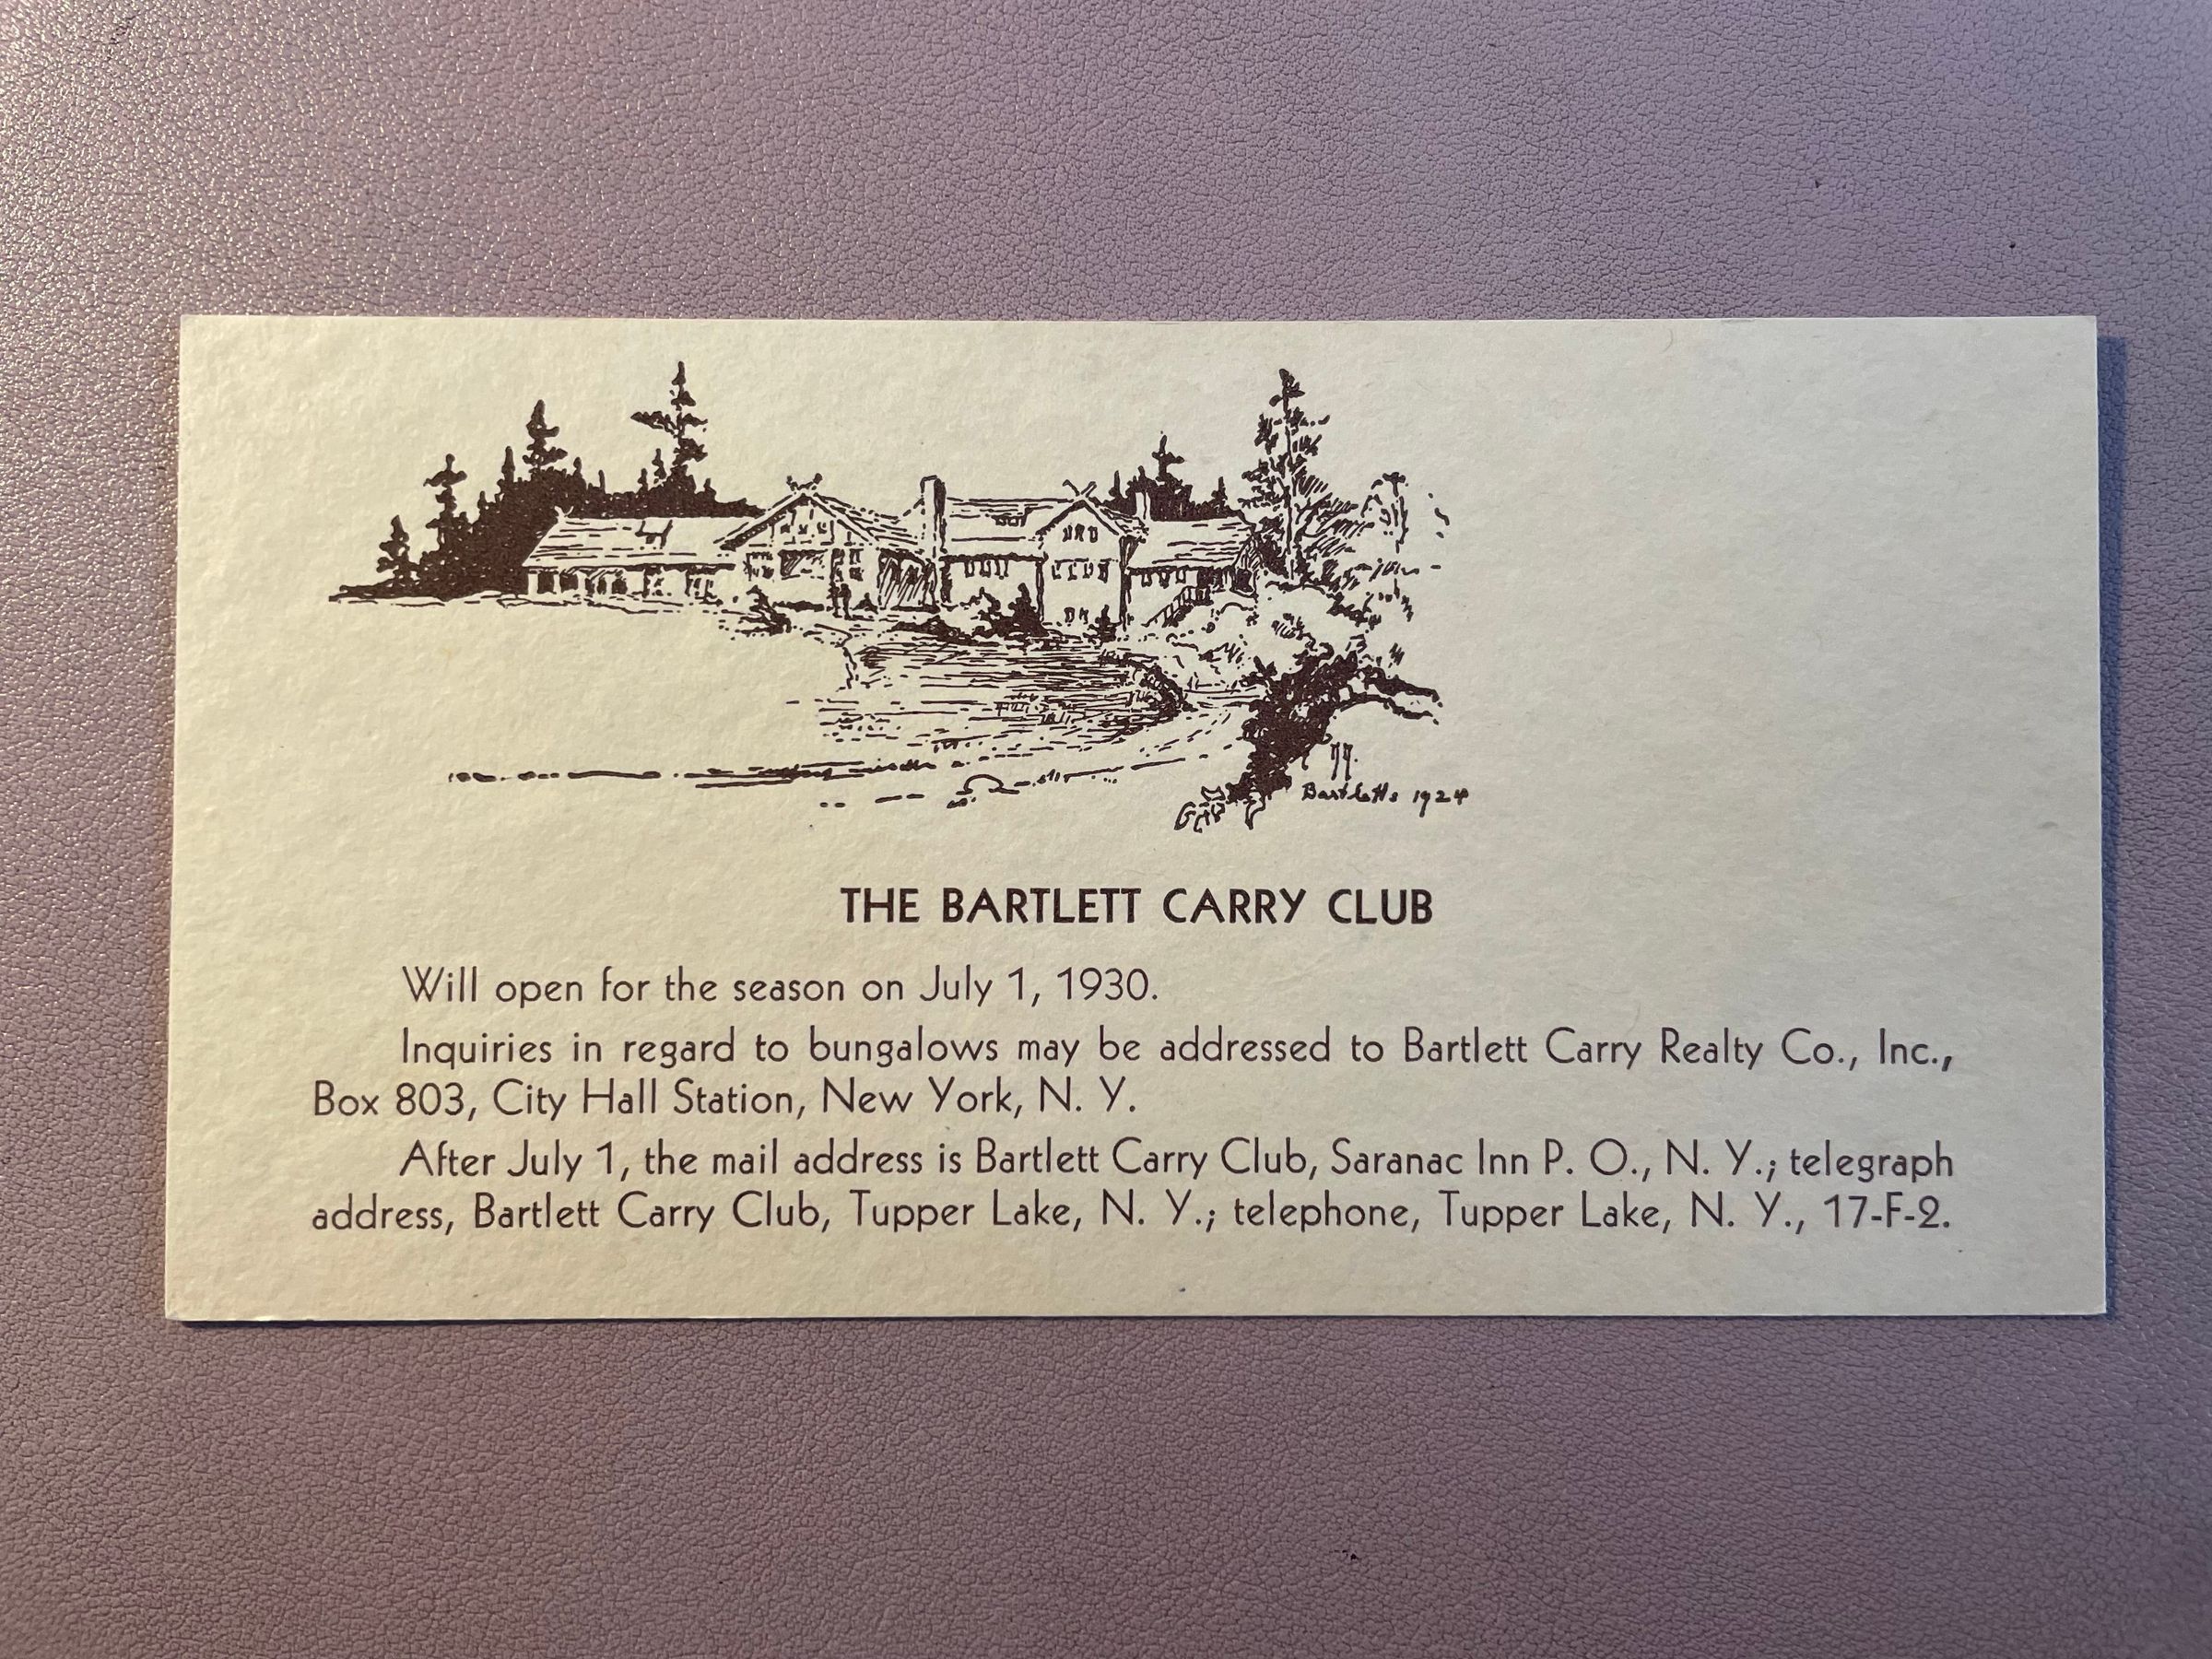 Bartletts 1924
THE BARTLETT CARRY CLUB
Will open for the season on July 1, 1930.
Inquiries in regard to bungalows may be addressed to Bartlett Carry Realty Co., Inc.,
Box 803, City Hall Station, New York, N. Y.
After July 1, the mail address is Bartlett Carry Club, Saranac Inn P. O., N. Y.; telegraph
address, Bartlett Carry Club, Tupper Lake, N. Y.; telephone, Tupper Lake, N. Y., 17-F-2.